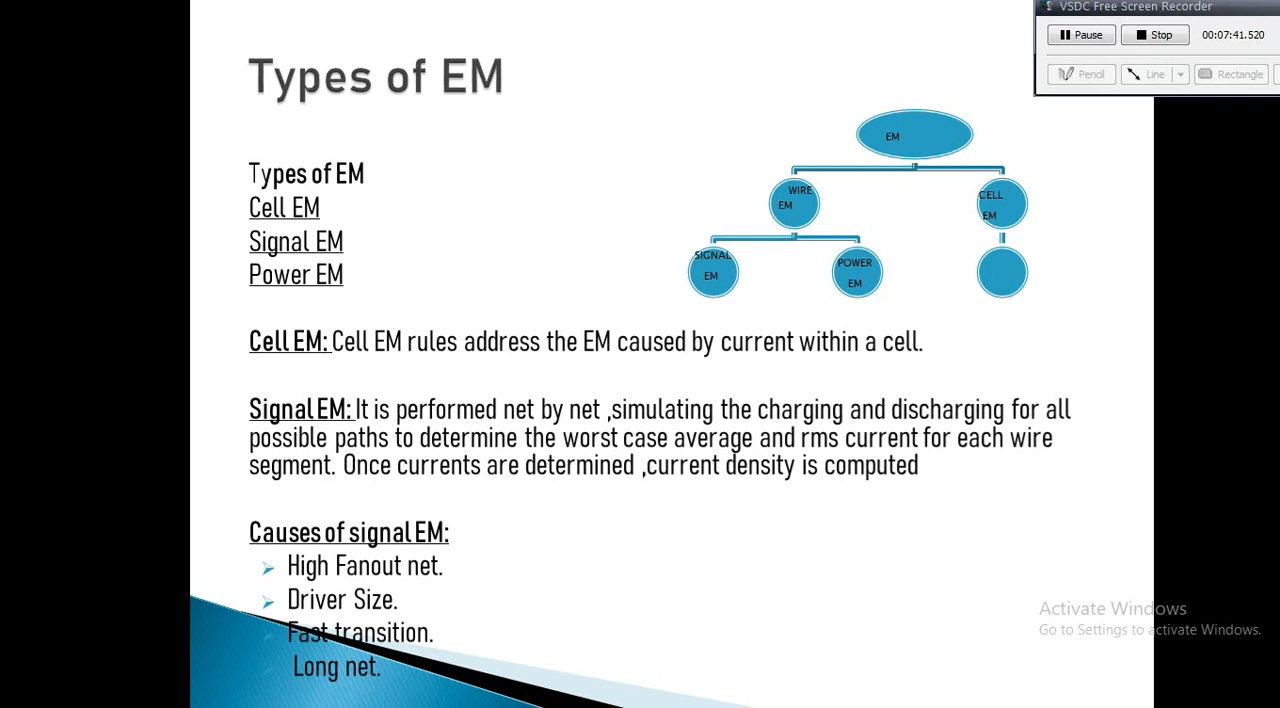 VSDC Free Screen Recorder
Pause
Stop
00:07:41.520
Pencil
Line
Rectangle
Types of EM
EM
WIRE
EM
CELL
EM
SIGNAL
EM
POWER
EM
Types of EM
Cell EM
Signal EM
Power EM
Cell EM: Cell EM rules address the EM caused by current within a cell.
Signal EM: It is performed net by net ,simulating the charging and discharging for all
possible paths to determine the worst case average and rms current for each wire
segment. Once currents are determined ,current density is computed
Causes of signal EM:
High Fanout net.
Driver Size.
Fast transition.
Long net.
Activate Windows
Go to Settings to activate Windows.